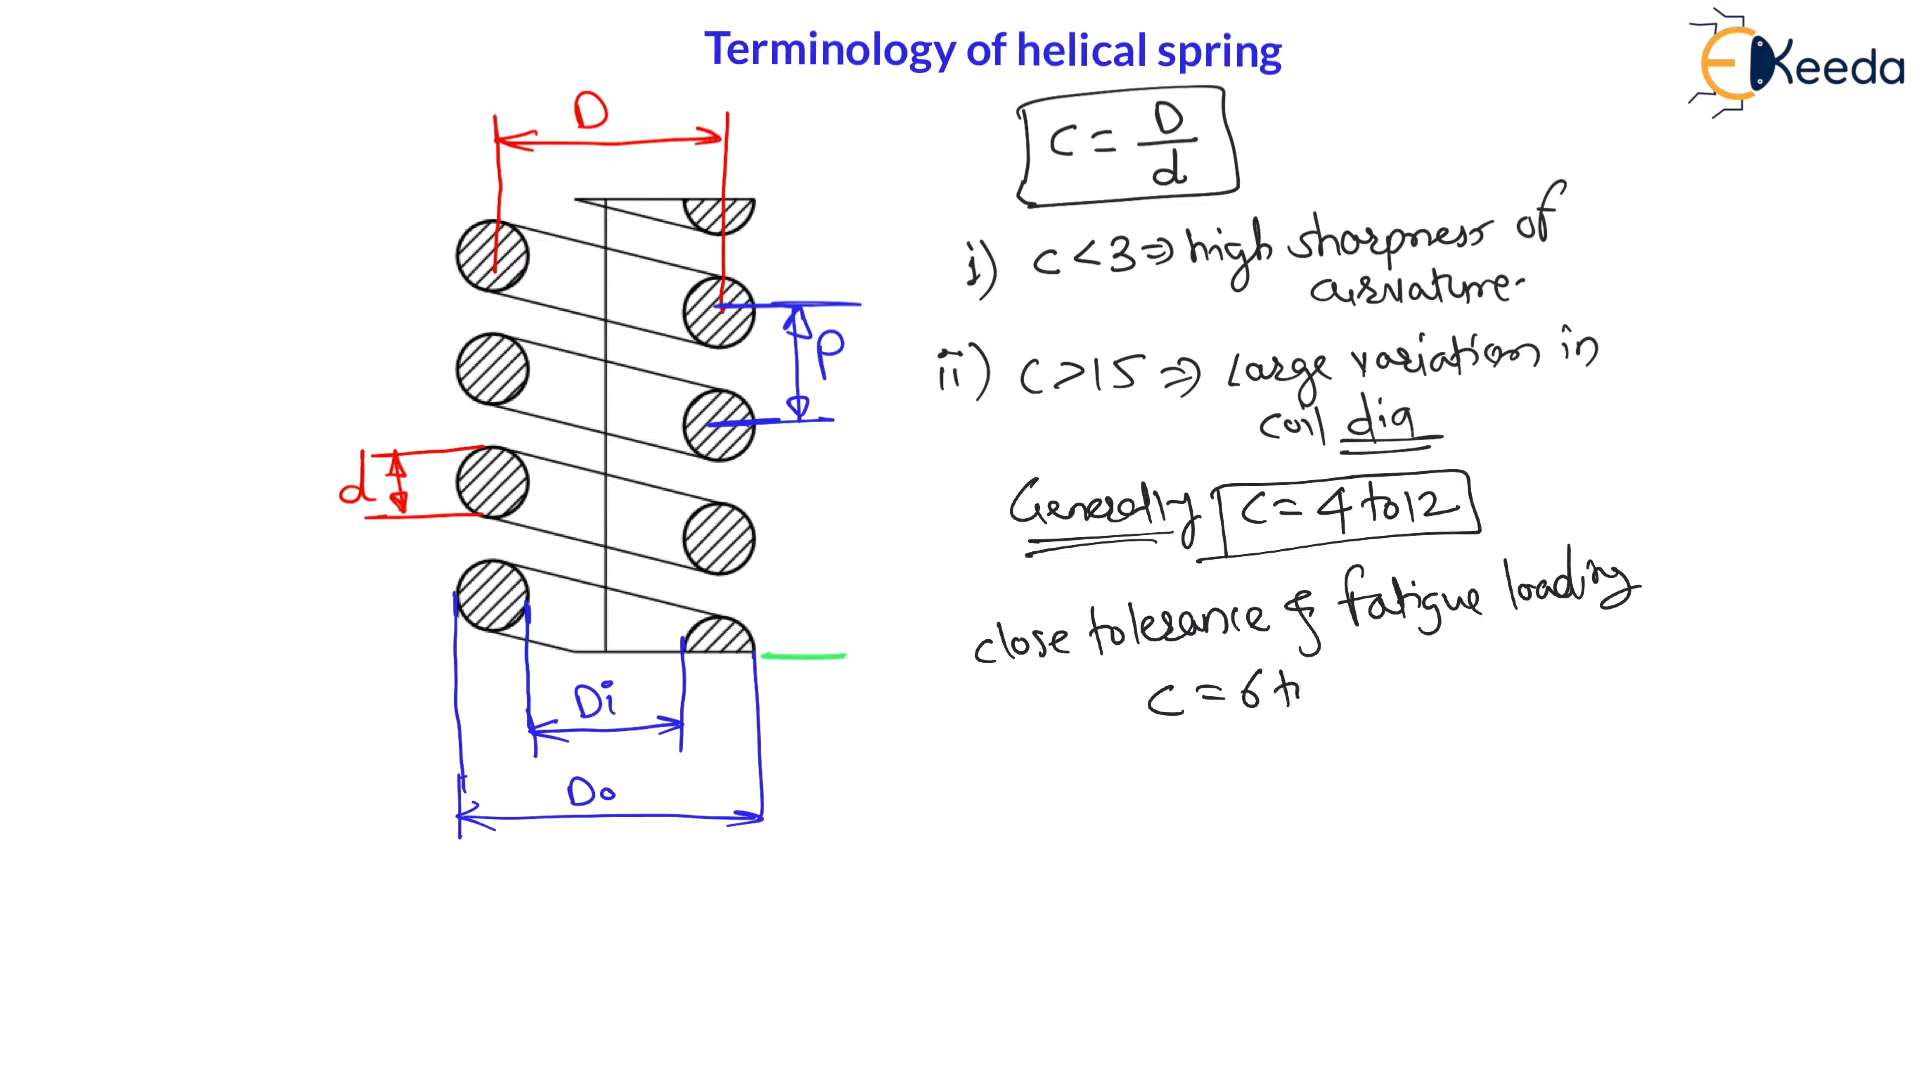 Terminology of helical spring
EKeeda
D
C = D/d
i) C < 3 ⇒ high sharpness of
curvature.
P
ii) C > 15 ⇒ Large variation in
coil dia
d
Generally C = 4 to 12
close tolerance & fatigue loading
C = 6 t
Di
Do